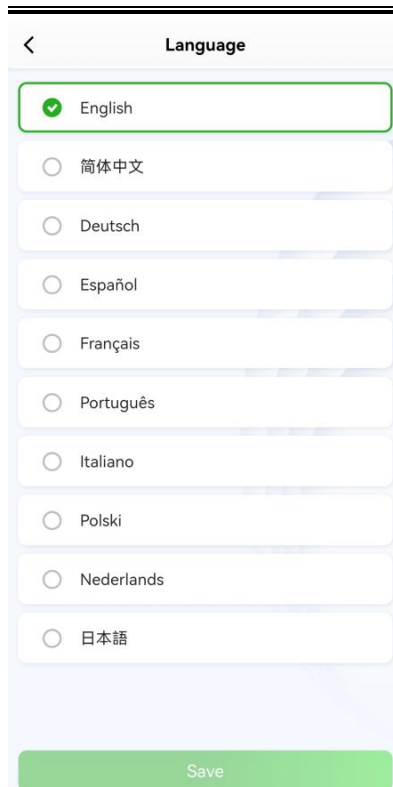 Language
English
简体中文
Deutsch
Español
Français
Português
Italiano
Polski
Nederlands
日本語
Save